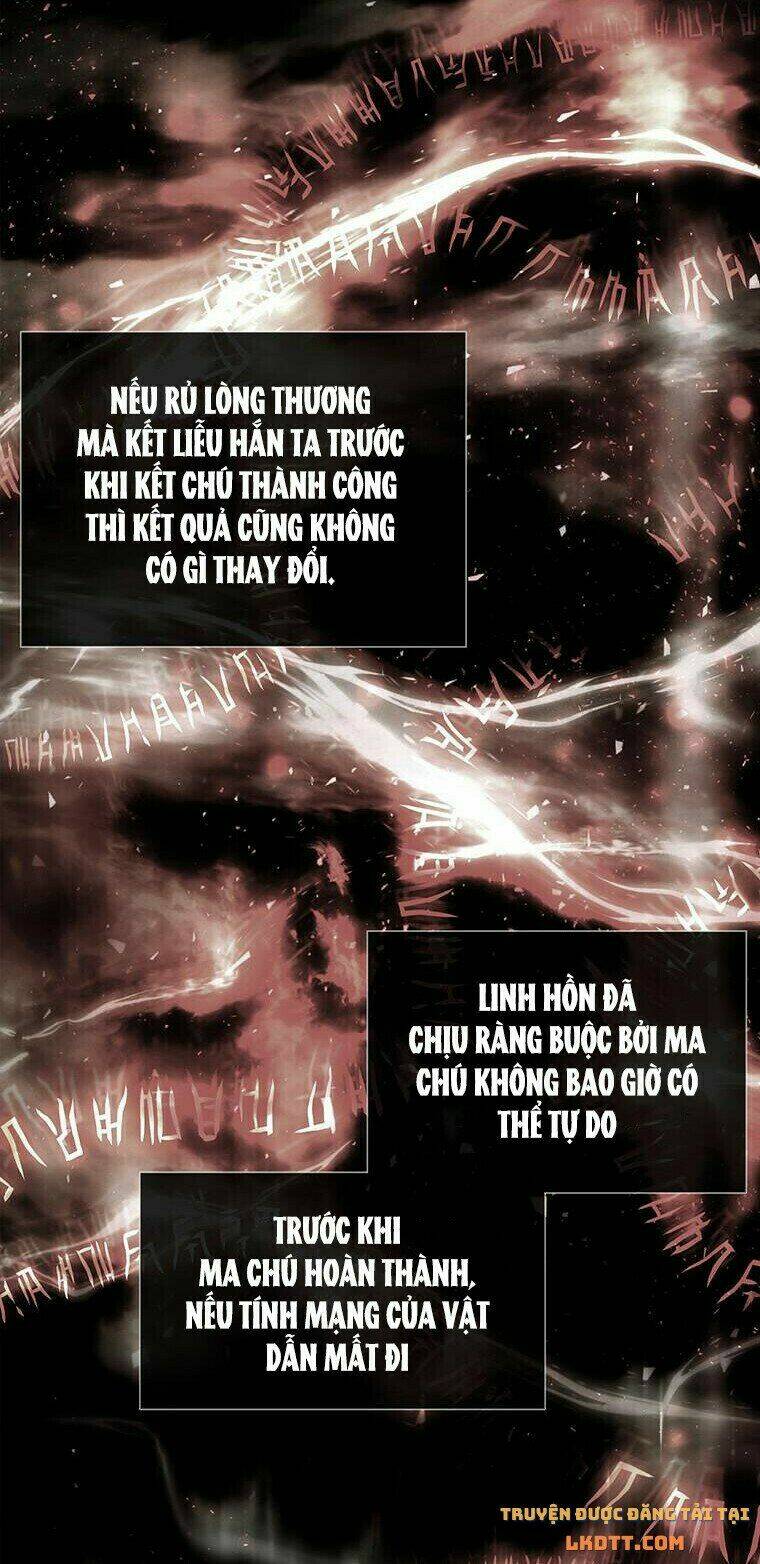 NẾU RỦ LÒNG THƯƠNG
MÀ KẾT LIỄU HẮN TA TRƯỚC
KHI KẾT CHÚ THÀNH CÔNG
THÌ KẾT QUẢ CŨNG KHÔNG
CÓ GÌ THAY ĐỔI.
LINH HỒN ĐÃ
CHỊU RÀNG BUỘC BỞI MA
CHÚ KHÔNG BAO GIỜ CÓ
THỂ TỰ DO
TRƯỚC KHI
MA CHÚ HOÀN THÀNH,
NẾU TÍNH MẠNG CỦA VẬT
DẪN MẤT ĐI
TRUYỆN ĐƯỢC ĐĂNG TẢI TẠI
LKDTT.COM